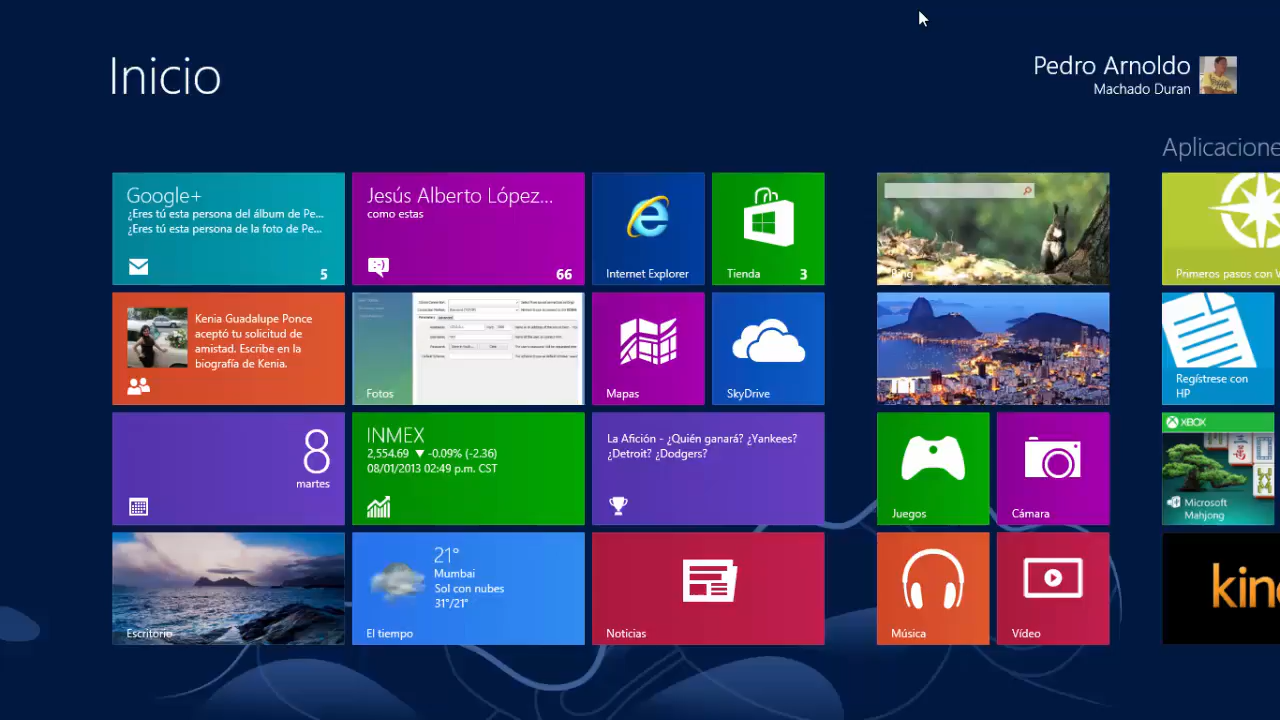 Inicio
Pedro Arnoldo
Machado Duran
Aplicacione
Google+
¿Eres tú esta persona del álbum de Pe...
¿Eres tú esta persona de la foto de Pe...
5
Jesús Alberto López...
como estas
:-)
66
Internet Explorer
Tienda
3
Bing
Primeros pasos con W
Kenia Guadalupe Ponce
aceptó tu solicitud de
amistad. Escribe en la
biografía de Kenia.
Fotos
Mapas
SkyDrive
Regístrese con
HP
8
martes
INMEX
2,554.69 ▼ -0.09% (-2.36)
08/01/2013 02:49 p.m. CST
La Afición - ¿Quién ganará? ¿Yankees?
¿Detroit? ¿Dodgers?
Juegos
Cámara
XBOX
Microsoft
Mahjong
Escritorio
21°
Mumbai
Sol con nubes
31°/21°
El tiempo
Noticias
Música
Vídeo
kin